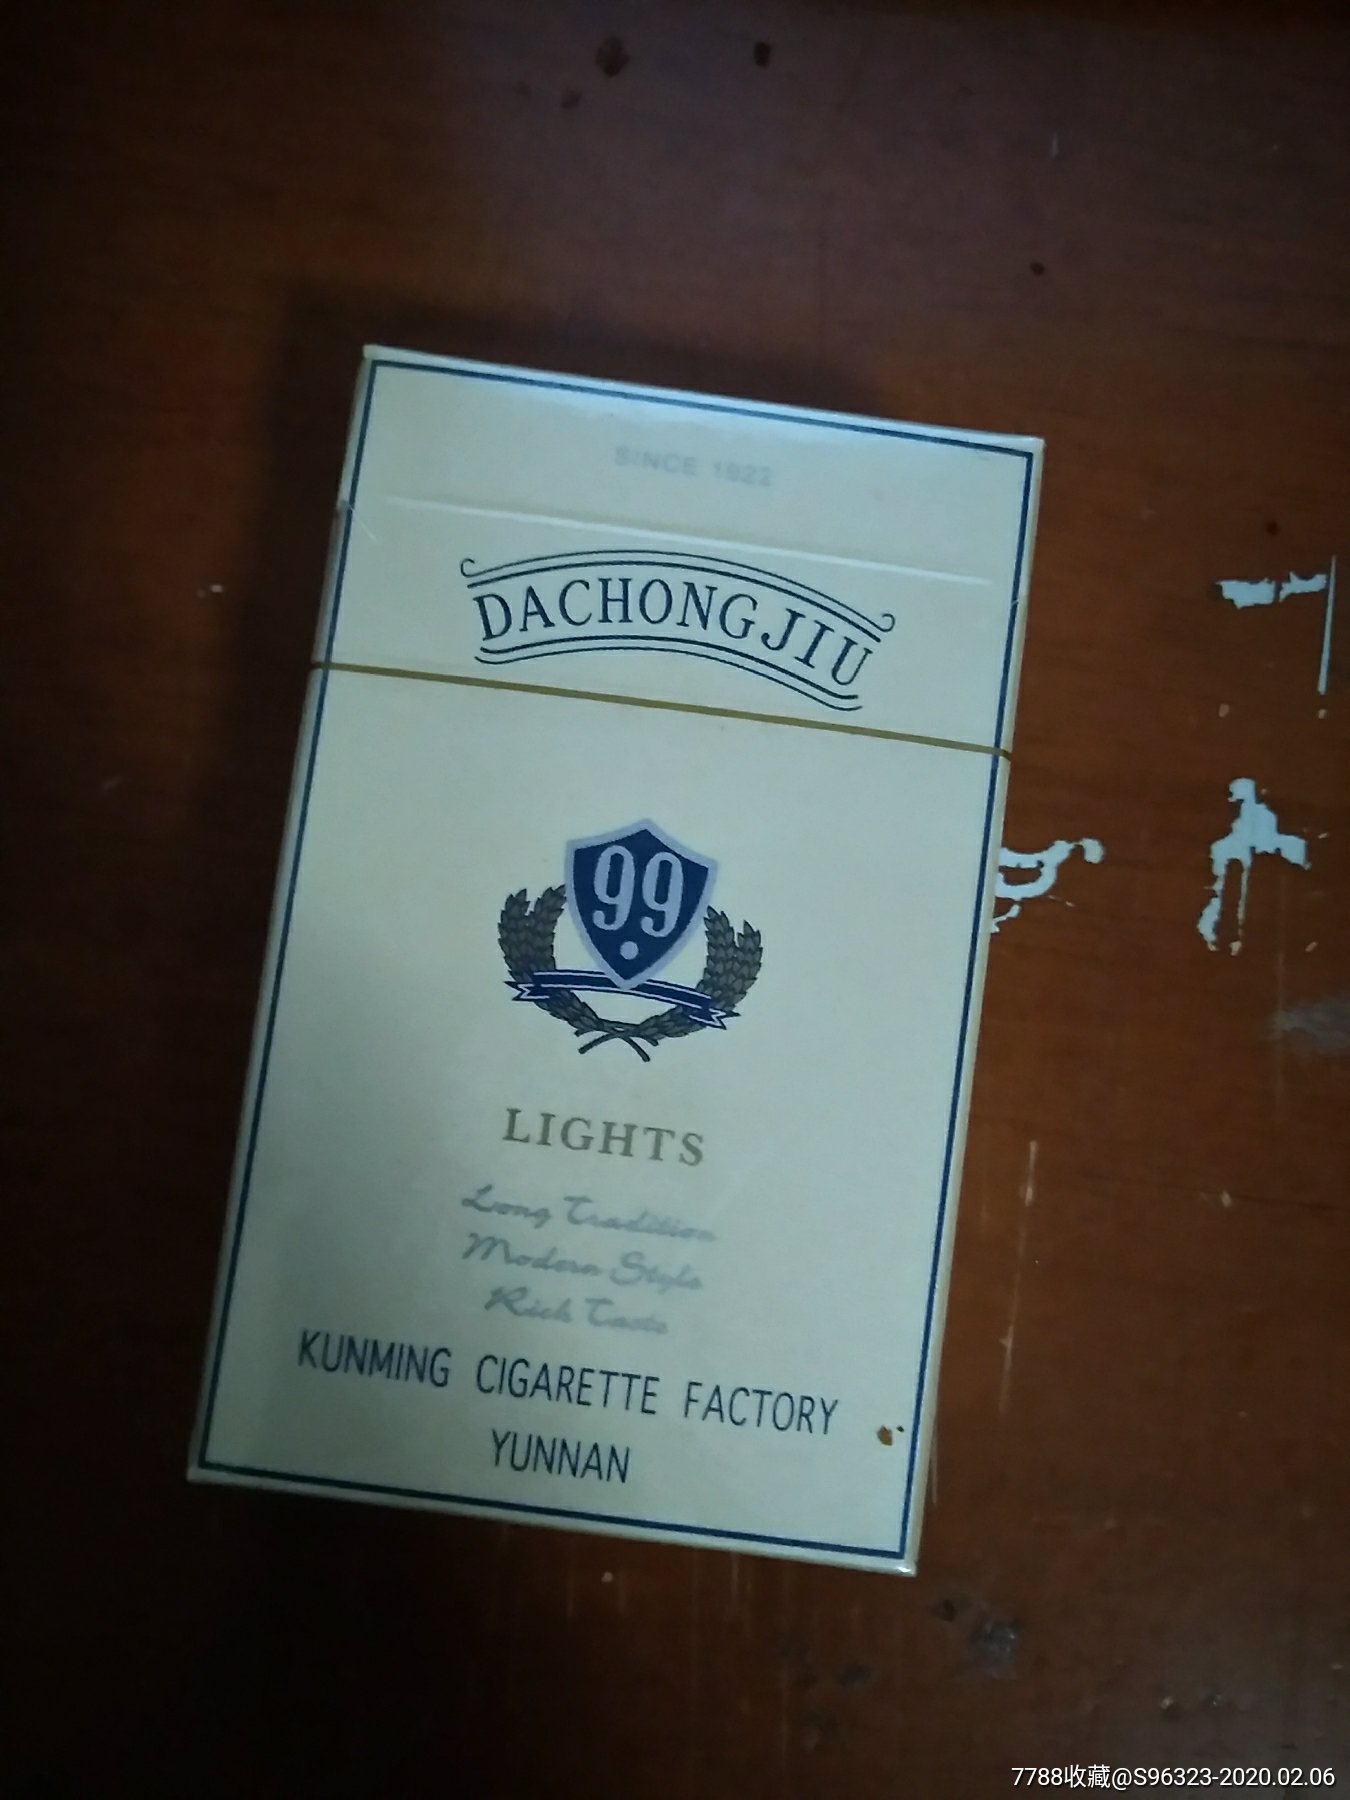 SINCE 1922
DACHONGJIU
99
LIGHTS
Long Tradition
Modern Style
Rich Taste
KUNMING CIGARETTE FACTORY
YUNNAN
7788收藏@S96323-2020.02.06